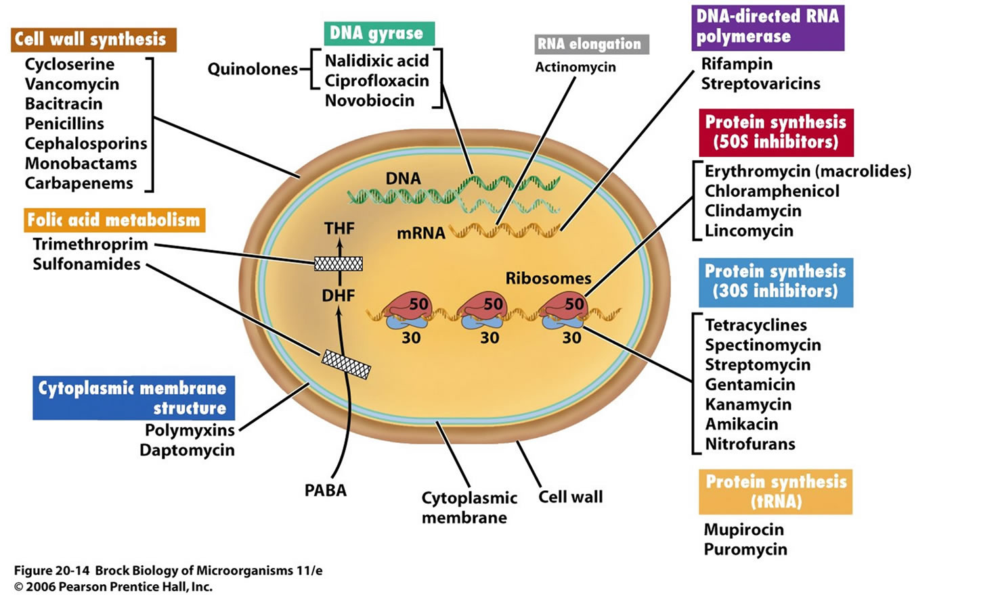 Cell wall synthesis
Cycloserine
Vancomycin
Bacitracin
Penicillins
Cephalosporins
Monobactams
Carbapenems
Quinolones
DNA gyrase
Nalidixic acid
Ciprofloxacin
Novobiocin
RNA elongation
Actinomycin
DNA-directed RNA
polymerase
Rifampin
Streptovaricins
Protein synthesis
(50S inhibitors)
Erythromycin (macrolides)
Chloramphenicol
Clindamycin
Lincomycin
Protein synthesis
(30S inhibitors)
Tetracyclines
Spectinomycin
Streptomycin
Gentamicin
Kanamycin
Amikacin
Nitrofurans
Protein synthesis
(tRNA)
Mupirocin
Puromycin
Folic acid metabolism
Trimethroprim
Sulfonamides
Cytoplasmic membrane
structure
Polymyxins
Daptomycin
DNA
THF
mRNA
DHF
Ribosomes
50 50 50
30 30 30
PABA
Cytoplasmic
membrane
Cell wall
Figure 20-14 Brock Biology of Microorganisms 11/e
© 2006 Pearson Prentice Hall, Inc.